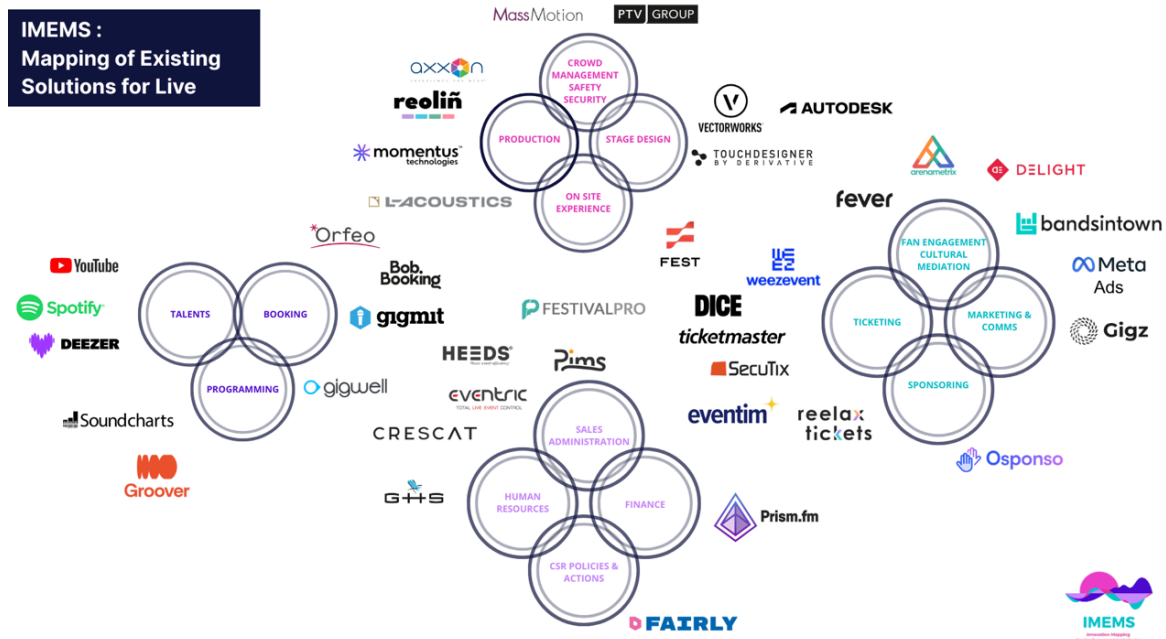 IMEMS :
Mapping of Existing
Solutions for Live
MassMotion
PTV GROUP
axxon
reoliñ
momentus
technologies
L-ACOUSTICS
CROWD
MANAGEMENT
SAFETY
SECURITY
PRODUCTION
STAGE DESIGN
ON SITE
EXPERIENCE
VECTORWORKS
AUTODESK
TOUCHDESIGNER
BY DERIVATIVE
arenametrix
DELIGHT
fever
bandsintown
Meta
Ads
Gigz
FAN ENGAGEMENT
CULTURAL
MEDIATION
TICKETING
MARKETING &
COMMS
SPONSORING
Osponso
Orfeo
Bob.
Booking
gigmit
gigwell
YouTube
Spotify
DEEZER
TALENTS
BOOKING
PROGRAMMING
Soundcharts
Groover
FEST
WEEZ
weezevent
FESTIVALPRO
DICE
ticketmaster
SECUTIX
eventim
reelax
tickets
HEEDS
Pims
eventric
TOTAL LIVE EVENT CONTROL
CRESCAT
GHS
SALES
ADMINISTRATION
HUMAN
RESOURCES
FINANCE
CSR POLICIES &
ACTIONS
Prism.fm
FAIRLY
IMEMS
Innovation Mapping